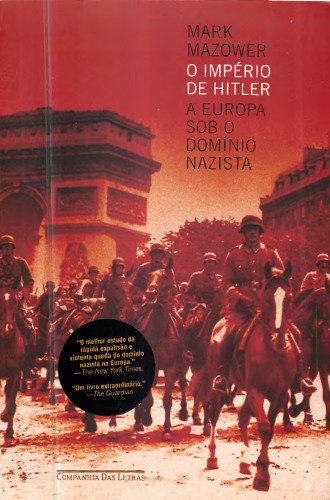 MARK
MAZOWER
O IMPÉRIO
DE HITLER
A EUROPA
SOB O
DOMÍNIO
NAZISTA
"O melhor estudo da
rápida expansão e
violenta queda do domínio
nazista na Europa."
—The New York Times.
"Um livro extraordinário."
—The Guardian
COMPANHIA DAS LETRAS